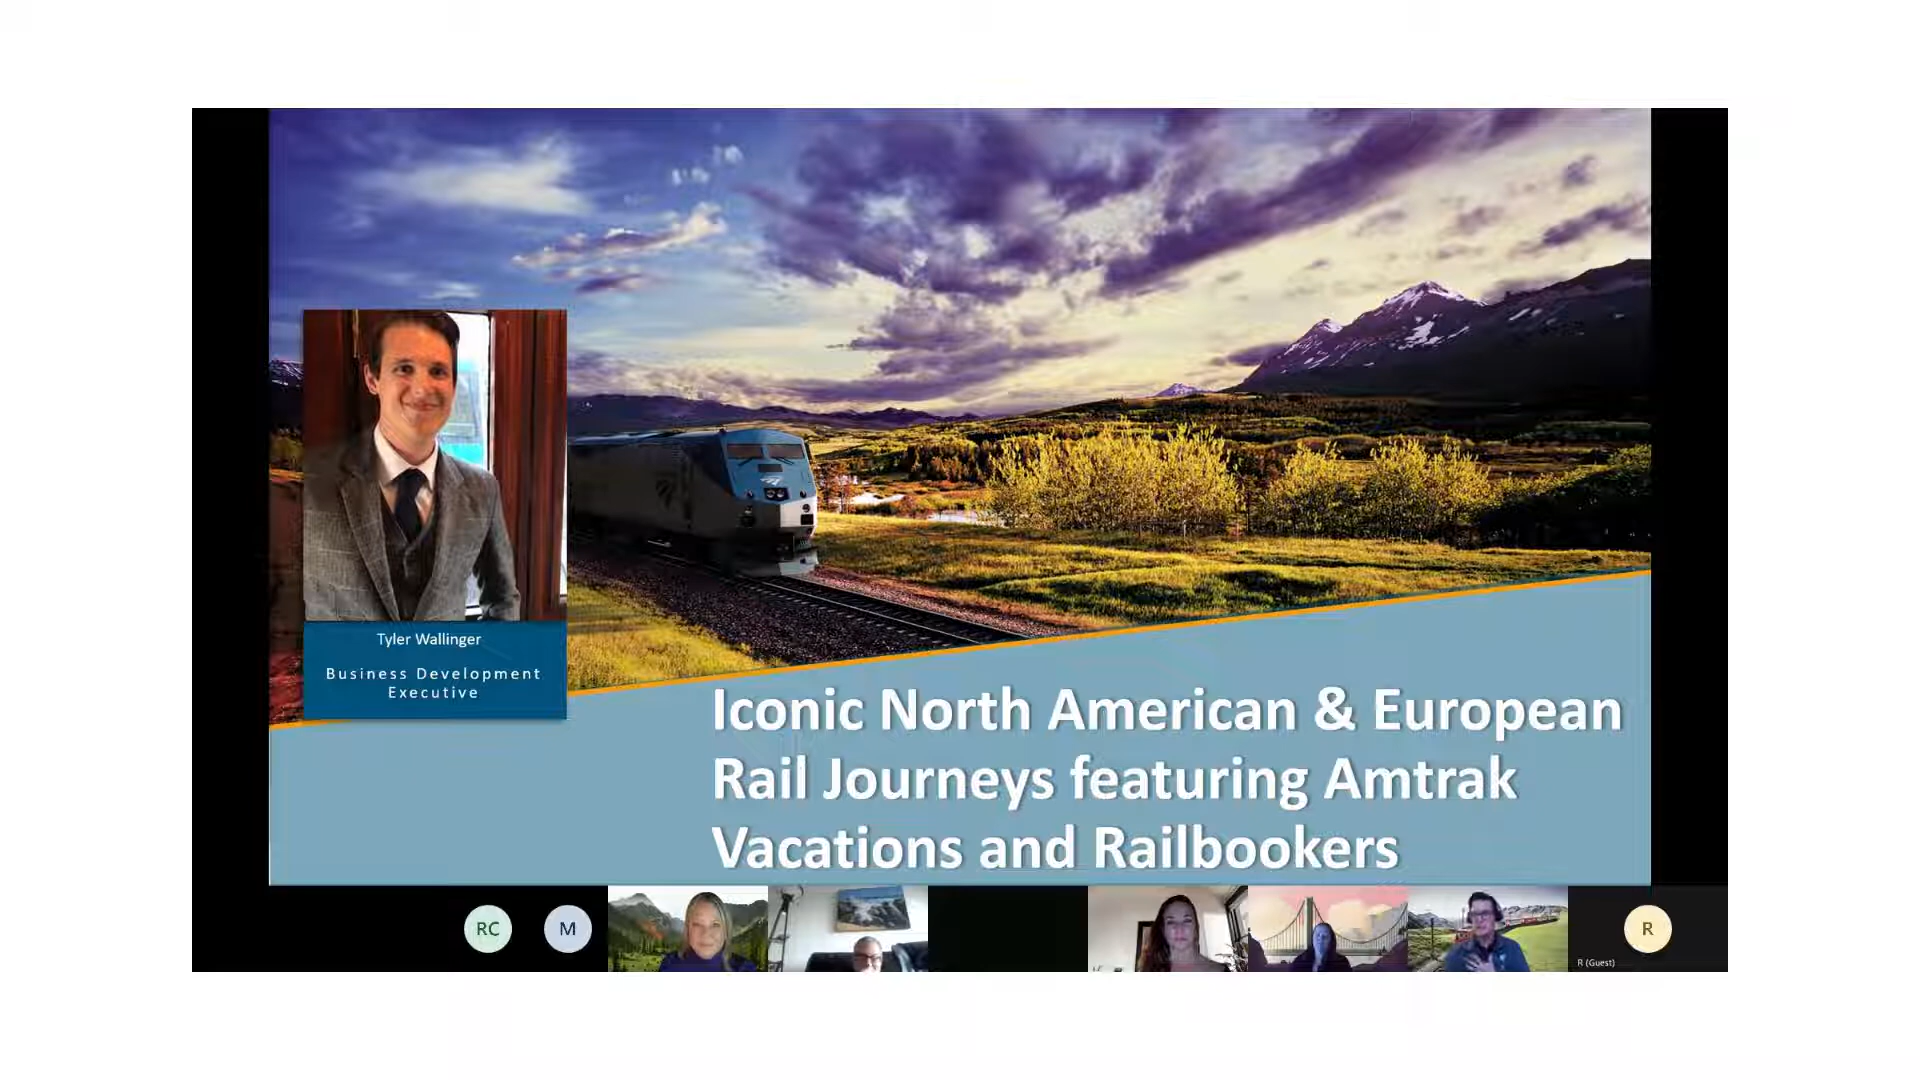 Tyler Wallinger
Business Development
Executive
Iconic North American & European
Rail Journeys featuring Amtrak
Vacations and Railbookers
RC
M
R
R (Guest)